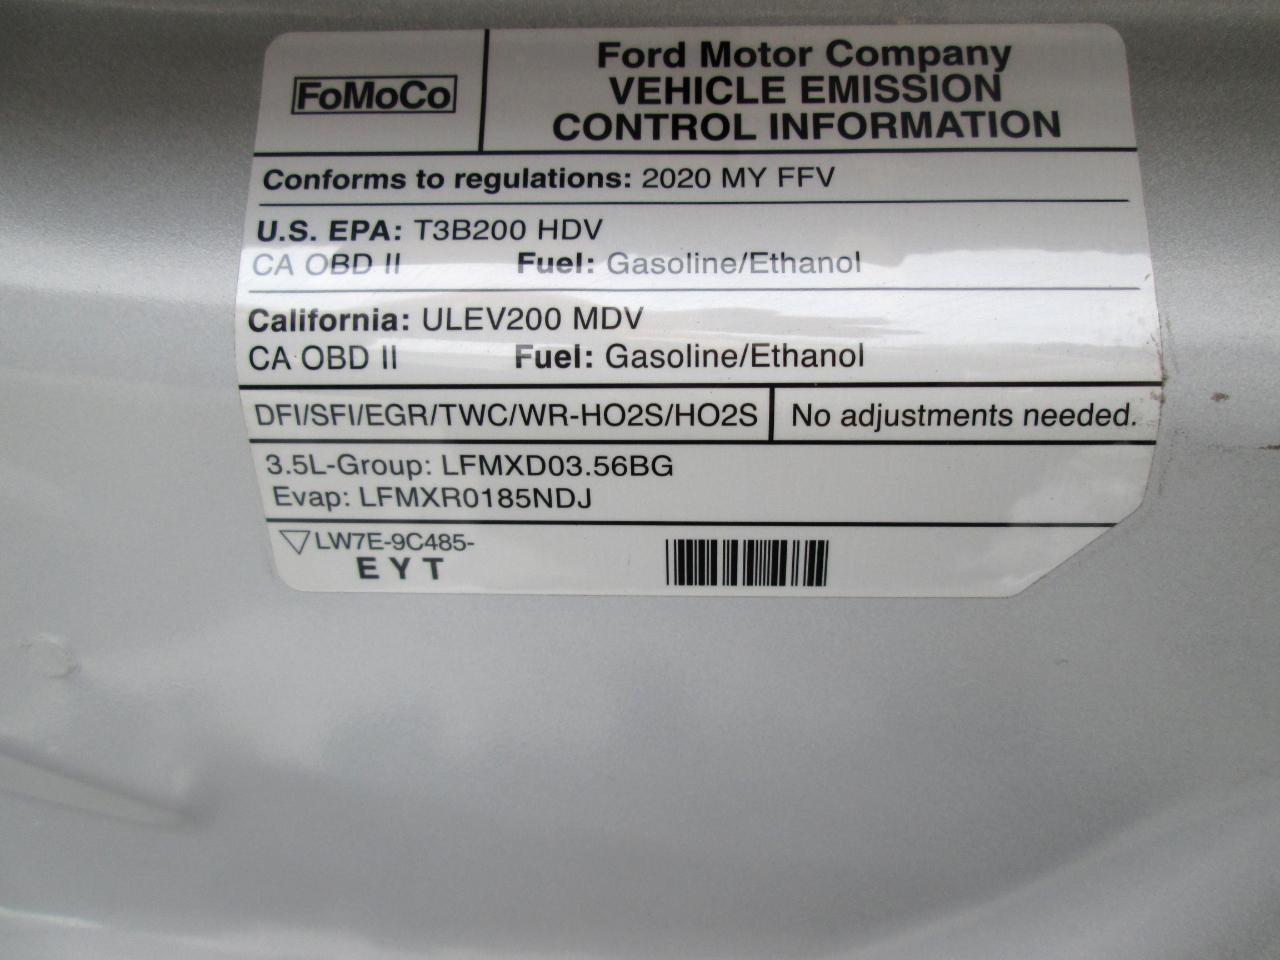 FoMoCo
Ford Motor Company
VEHICLE EMISSION
CONTROL INFORMATION
Conforms to regulations: 2020 MY FFV
U.S. EPA: T3B200 HDV
CA OBD II Fuel: Gasoline/Ethanol
California: ULEV200 MDV
CA OBD II Fuel: Gasoline/Ethanol
DFI/SFI/EGR/TWC/WR-HO2S/HO2S No adjustments needed.
3.5L-Group: LFMXD03.56BG
Evap: LFMXR0185NDJ
LW7E-9C485-
EYT